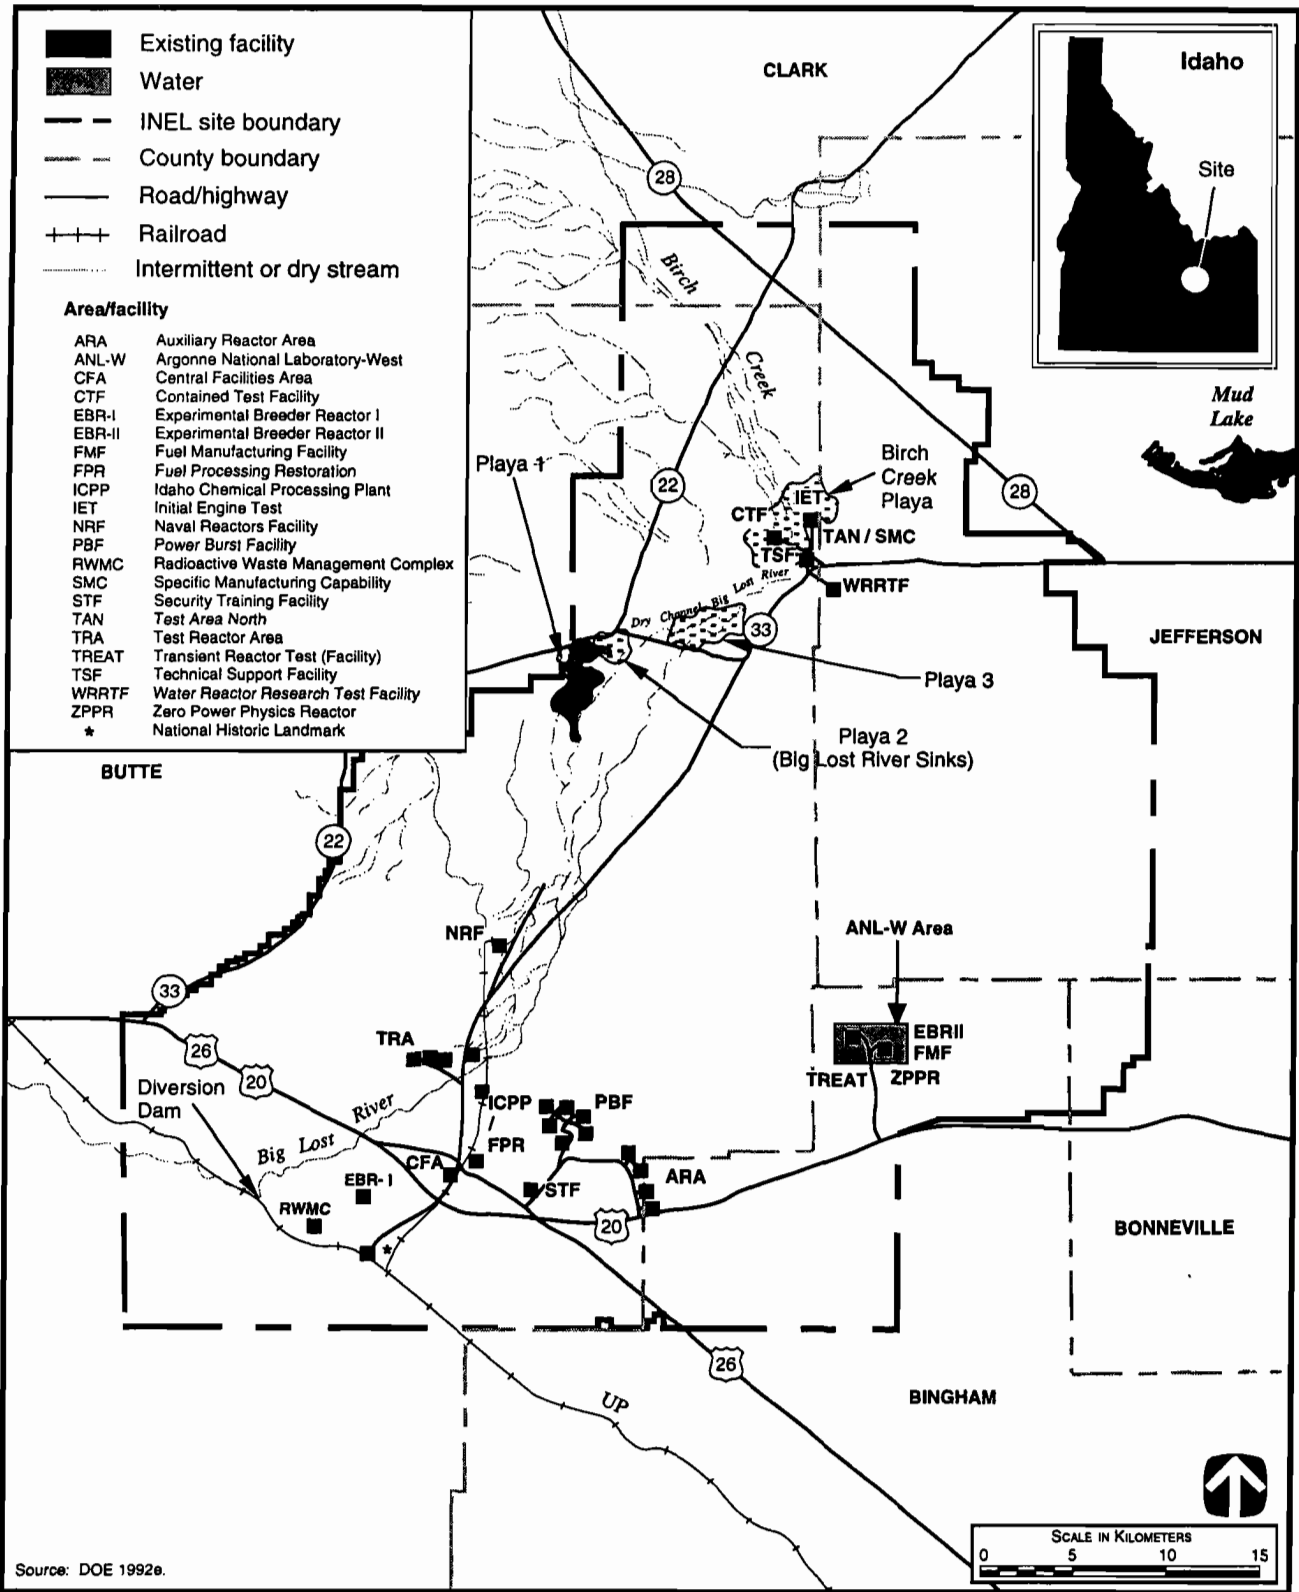 Existing facility
Water
INEL site boundary
County boundary
Road/highway
Railroad
Intermittent or dry stream
Area/facility
ARA Auxiliary Reactor Area
ANL-W Argonne National Laboratory-West
CFA Central Facilities Area
CTF Contained Test Facility
EBR-I Experimental Breeder Reactor I
EBR-II Experimental Breeder Reactor II
FMF Fuel Manufacturing Facility
FPR Fuel Processing Restoration
ICPP Idaho Chemical Processing Plant
IET Initial Engine Test
NRF Naval Reactors Facility
PBF Power Burst Facility
RWMC Radioactive Waste Management Complex
SMC Specific Manufacturing Capability
STF Security Training Facility
TAN Test Area North
TRA Test Reactor Area
TREAT Transient Reactor Test (Facility)
TSF Technical Support Facility
WRRTF Water Reactor Research Test Facility
ZPPR Zero Power Physics Reactor
* National Historic Landmark
CLARK
Idaho
Site
28
Birch
Creek
Mud
Lake
Playa 1
22
Birch
Creek
Playa
28
IET
CTF
TAN / SMC
TSF
WRRTF
Dry Channel Big Lost River
33
JEFFERSON
Playa 3
Playa 2
(Big Lost River Sinks)
BUTTE
22
NRF
ANL-W Area
33
TRA
EBRII
FMF
TREAT
ZPPR
26
20
Diversion
Dam
Big Lost River
ICPP
PBF
FPR
CFA
EBR-I
STF
ARA
RWMC
*
20
BONNEVILLE
26
UP
BINGHAM
SCALE IN KILOMETERS
0 5 10 15
Source: DOE 1992e.